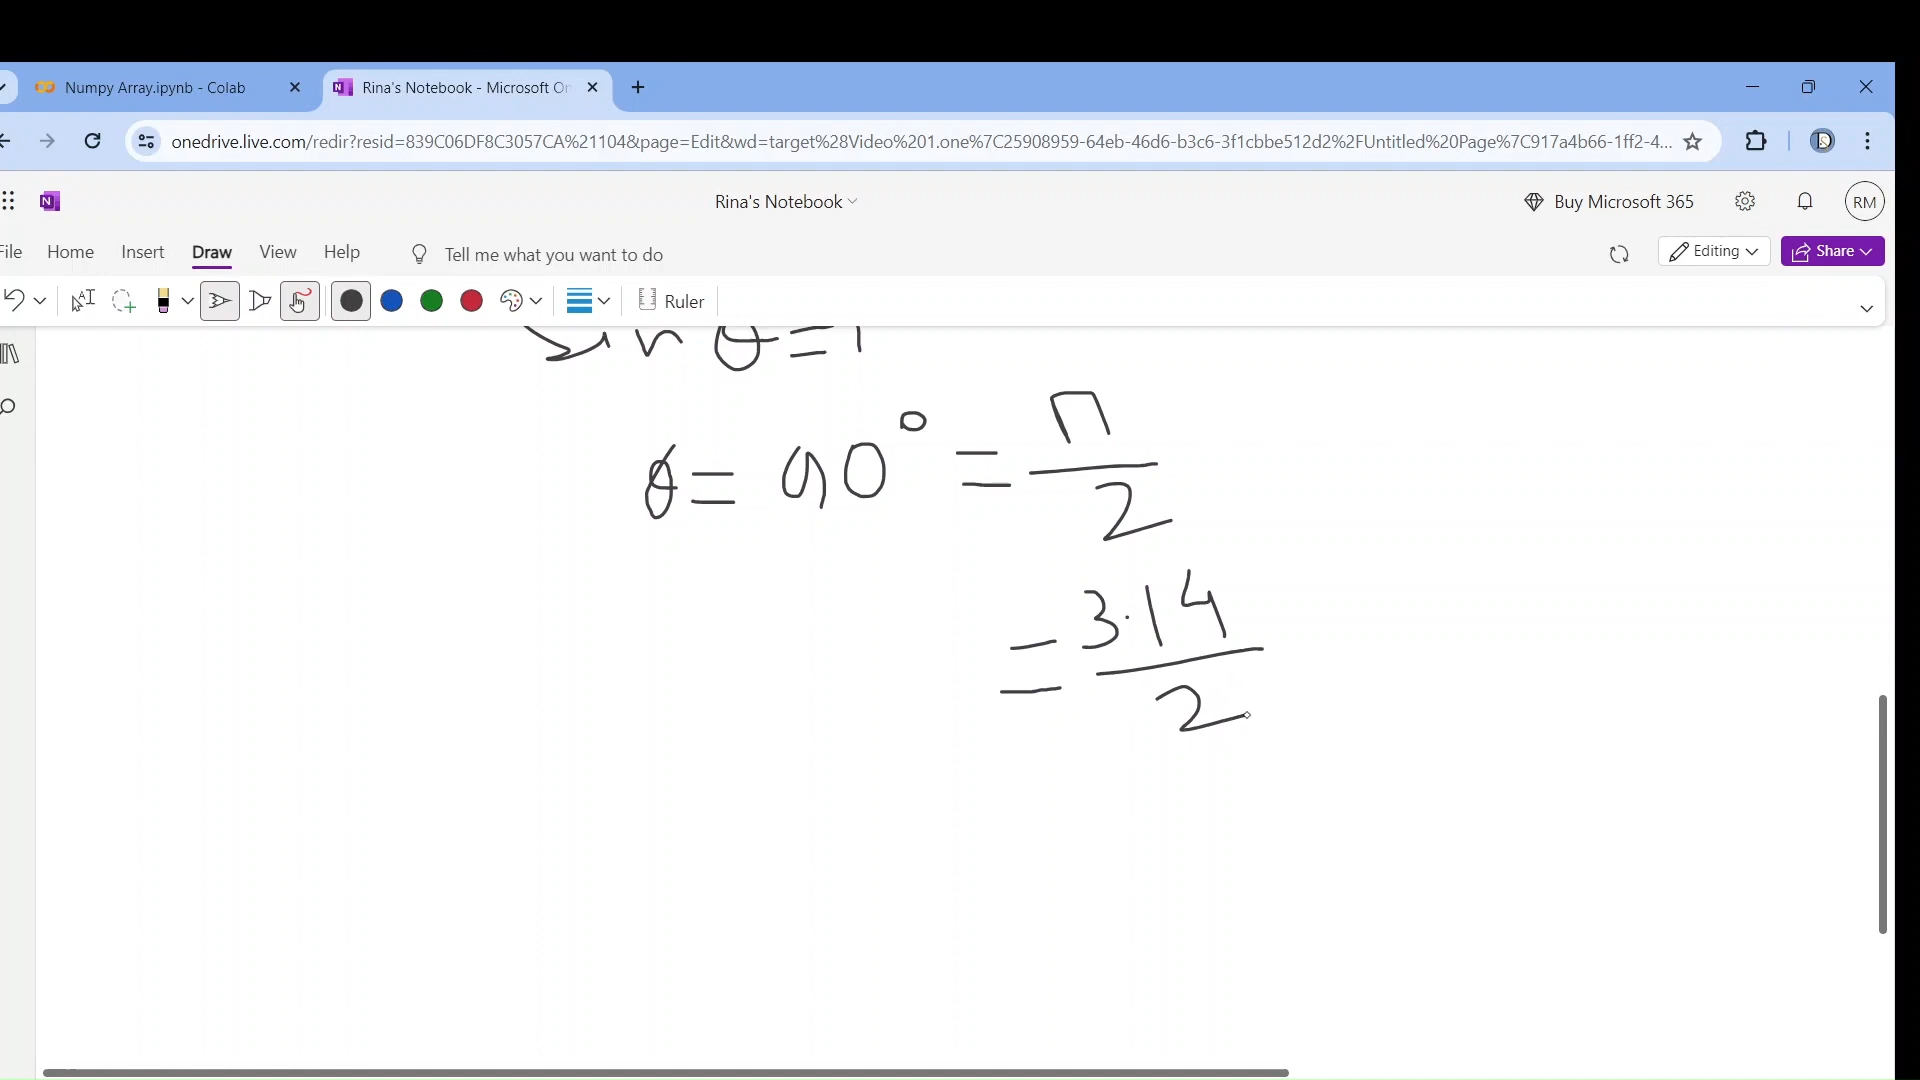 Numpy Array.ipynb - Colab
Rina's Notebook - Microsoft On
onedrive.live.com/redir?resid=839C06DF8C3057CA%21104&page=Edit&wd=target%28Video%201.one%7C25908959-64eb-46d6-b3c6-3f1cbbe512d2%2FUntitled%20Page%7C917a4b66-1ff2-4...
Rina's Notebook
Buy Microsoft 365
RM
File Home Insert Draw View Help Tell me what you want to do
Editing
Share
Ruler
sin θ = 1
θ = 90° = π/2
= 3.14/2